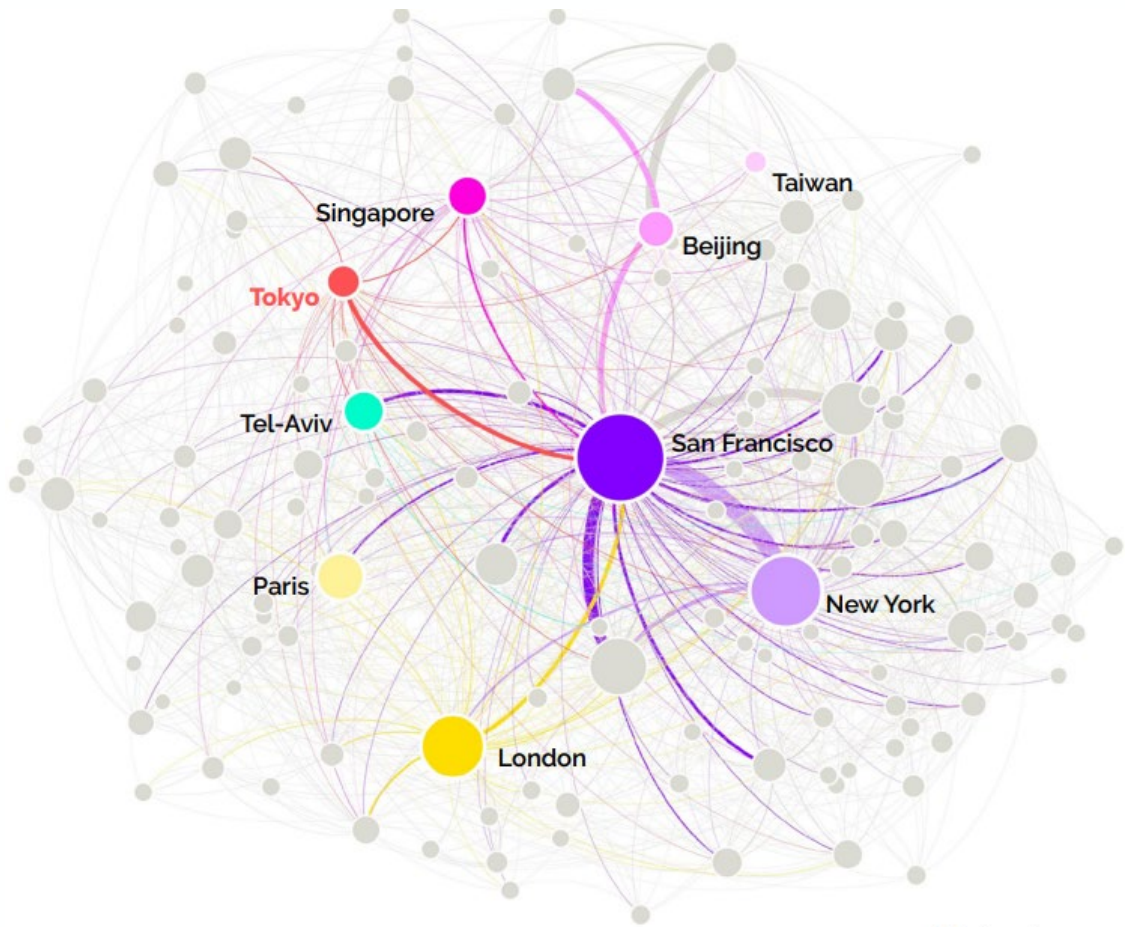 Taiwan
Singapore
Beijing
Tokyo
Tel-Aviv
San Francisco
Paris
New York
London